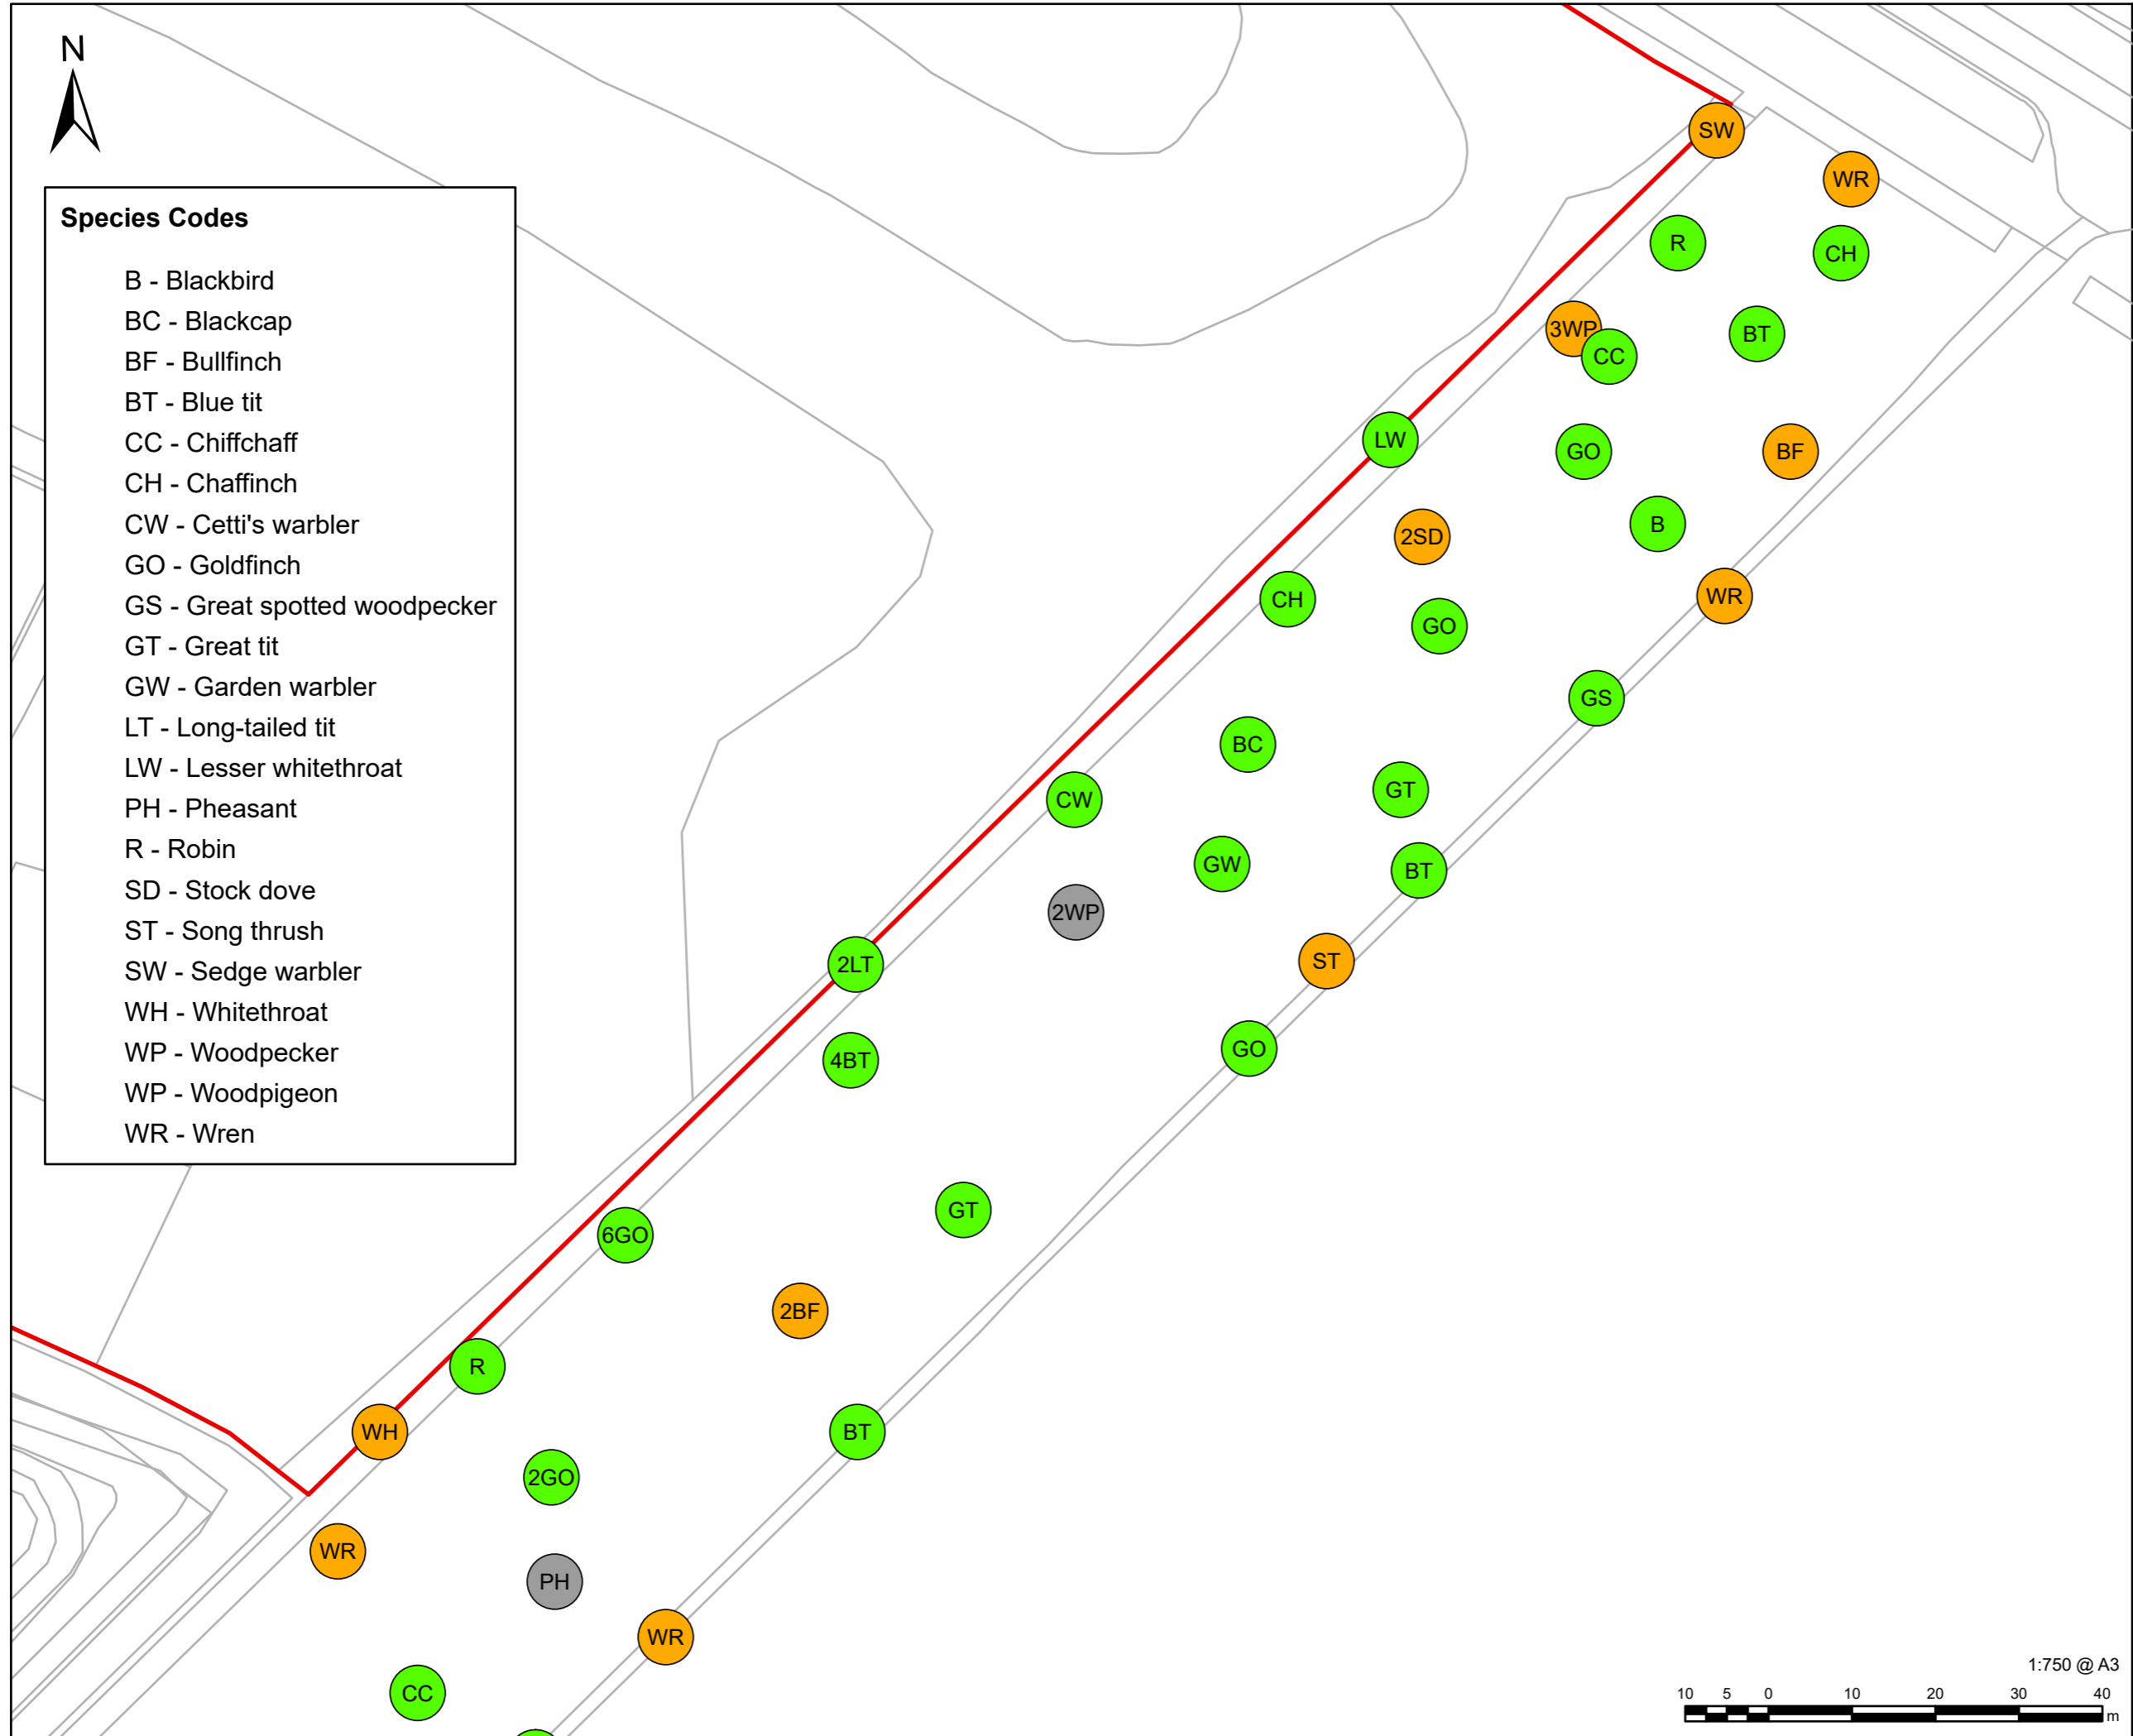 N
Species Codes
B - Blackbird
BC - Blackcap
BF - Bullfinch
BT - Blue tit
CC - Chiffchaff
CH - Chaffinch
CW - Cetti's warbler
GO - Goldfinch
GS - Great spotted woodpecker
GT - Great tit
GW - Garden warbler
LT - Long-tailed tit
LW - Lesser whitethroat
PH - Pheasant
R - Robin
SD - Stock dove
ST - Song thrush
SW - Sedge warbler
WH - Whitethroat
WP - Woodpecker
WP - Woodpigeon
WR - Wren
SW
WR
R
CH
3WP
CC
BT
LW
GO
BF
B
2SD
WR
CH
GO
GS
BC
GT
CW
GW
BT
2WP
ST
2LT
GO
4BT
GT
6GO
2BF
R
WH
BT
2GO
WR
PH
WR
CC
1:750 @ A3
10 5 0 10 20 30 40
m